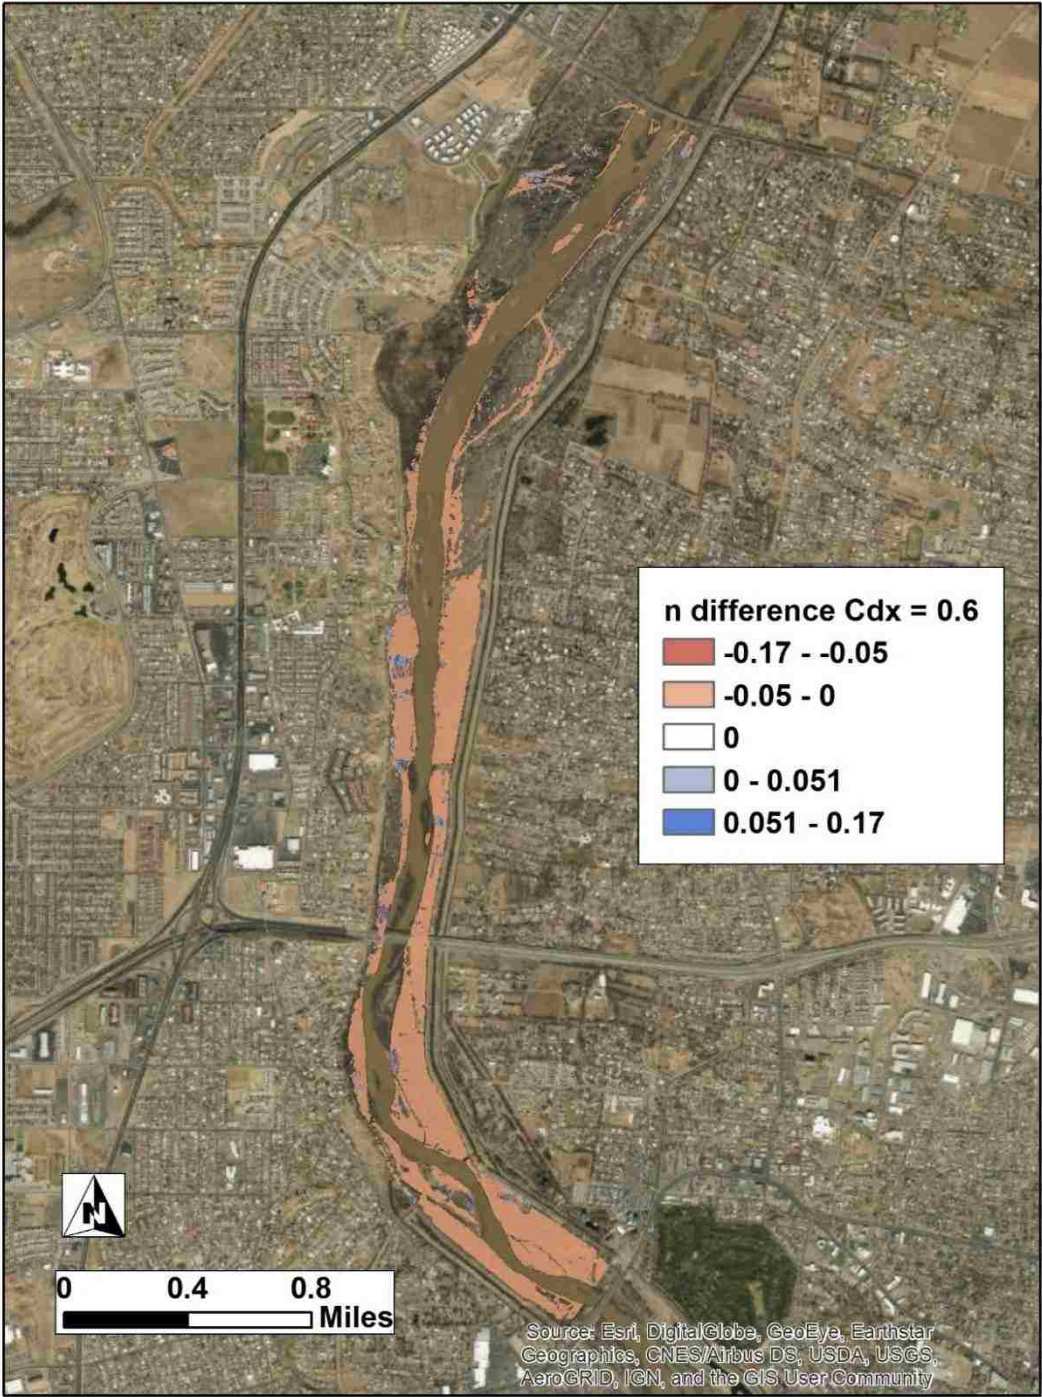 n difference Cdx = 0.6
-0.17 - -0.05
-0.05 - 0
0
0 - 0.051
0.051 - 0.17
N
0 0.4 0.8
Miles
Source: Esri, DigitalGlobe, GeoEye, Earthstar
Geographics, CNES/Airbus DS, USDA, USGS,
AeroGRID, IGN, and the GIS User Community